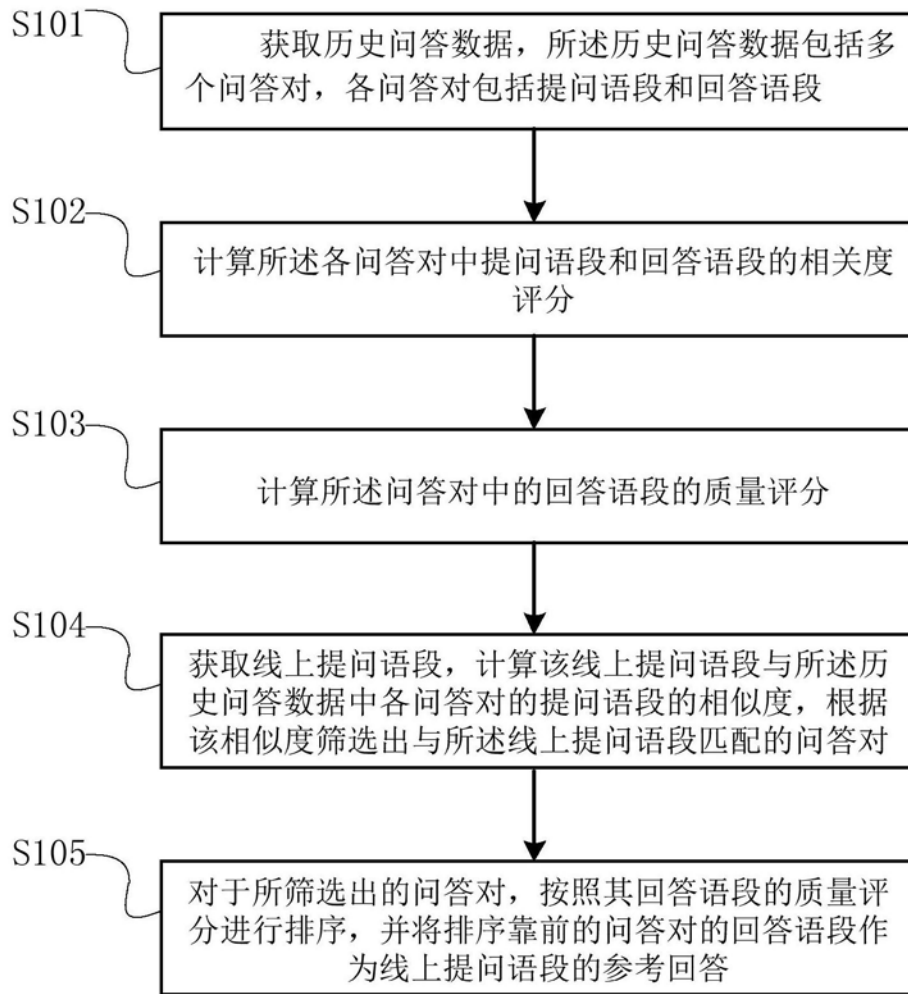 S101
获取历史问答数据，所述历史问答数据包括多
个问答对，各问答对包括提问语段和回答语段
S102
计算所述各问答对中提问语段和回答语段的相关度
评分
S103
计算所述问答对中的回答语段的质量评分
S104
获取线上提问语段，计算该线上提问语段与所述历
史问答数据中各问答对的提问语段的相似度，根据
该相似度筛选出与所述线上提问语段匹配的问答对
S105
对于所筛选出的问答对，按照其回答语段的质量评
分进行排序，并将排序靠前的问答对的回答语段作
为线上提问语段的参考回答